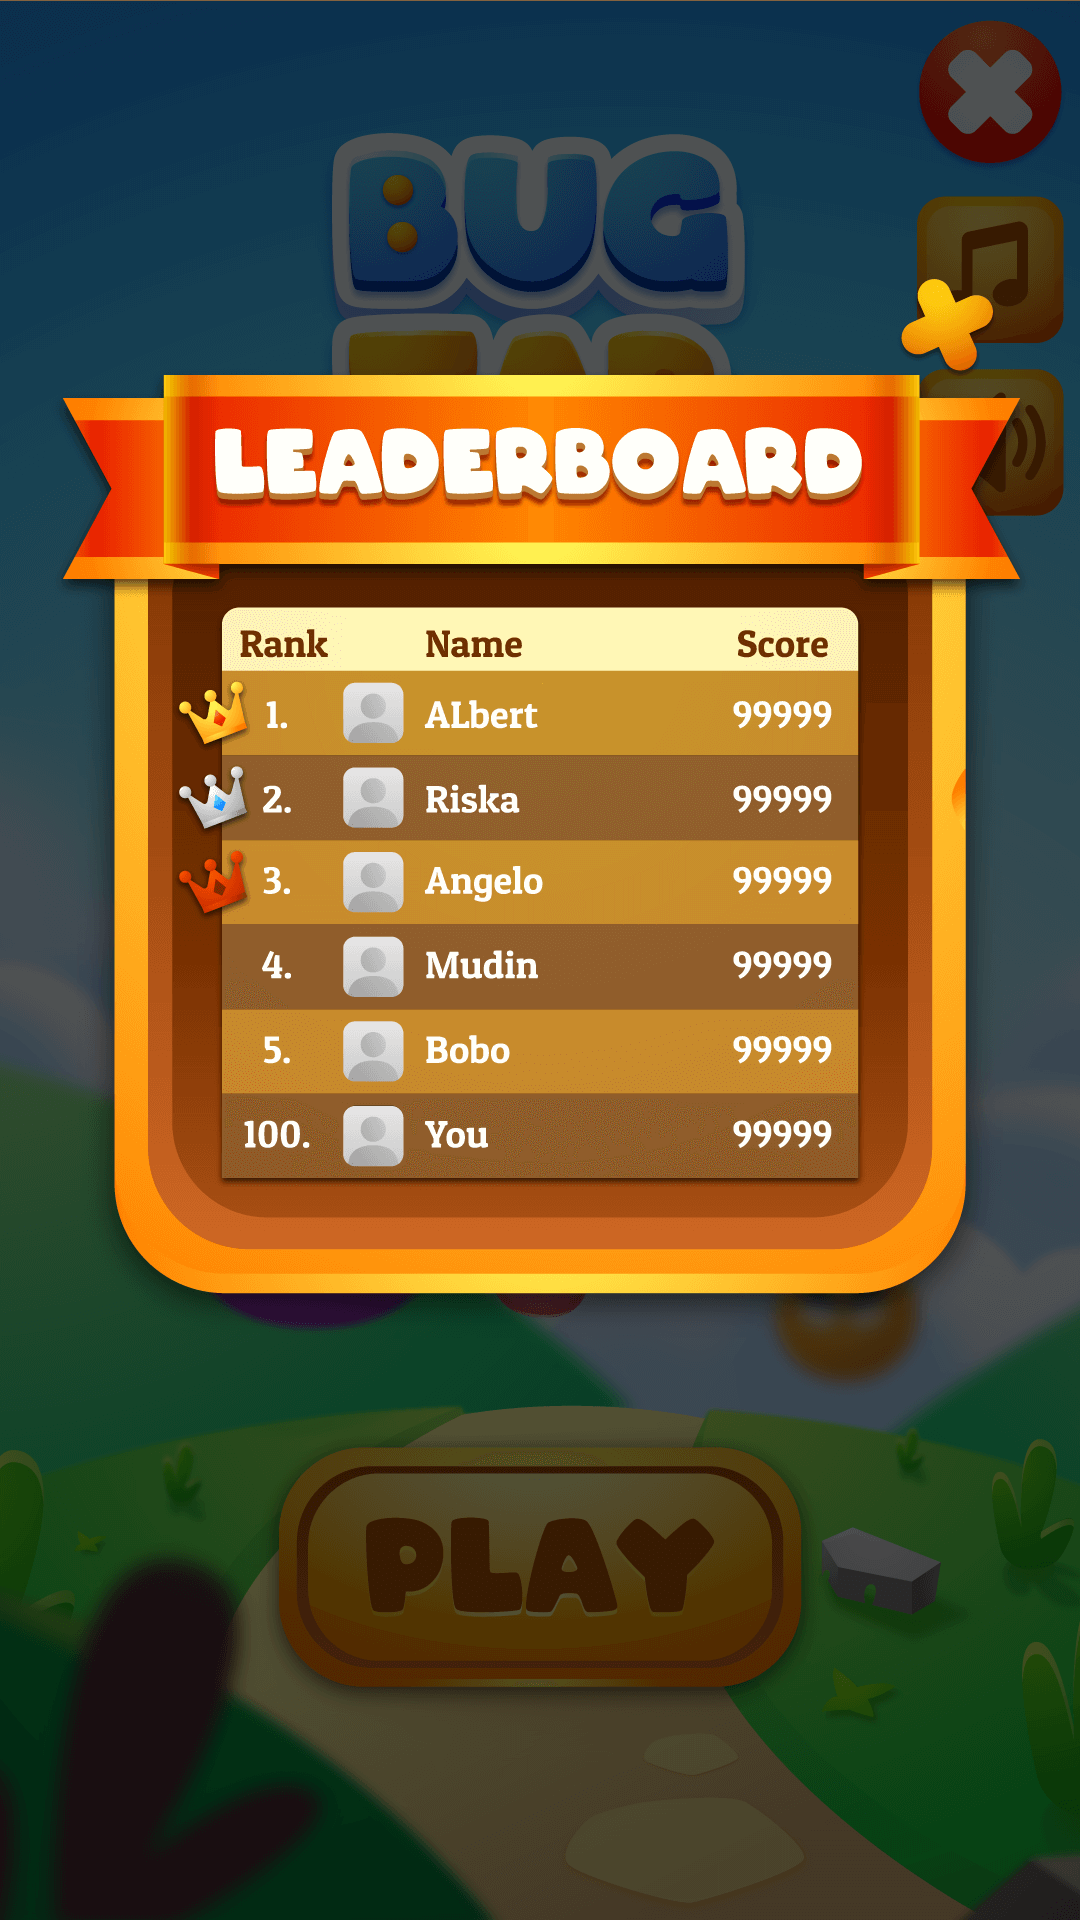 BUG
TAP
LEADERBOARD
Rank Name Score
1. ALbert 99999
2. Riska 99999
3. Angelo 99999
4. Mudin 99999
5. Bobo 99999
100. You 99999
PLAY